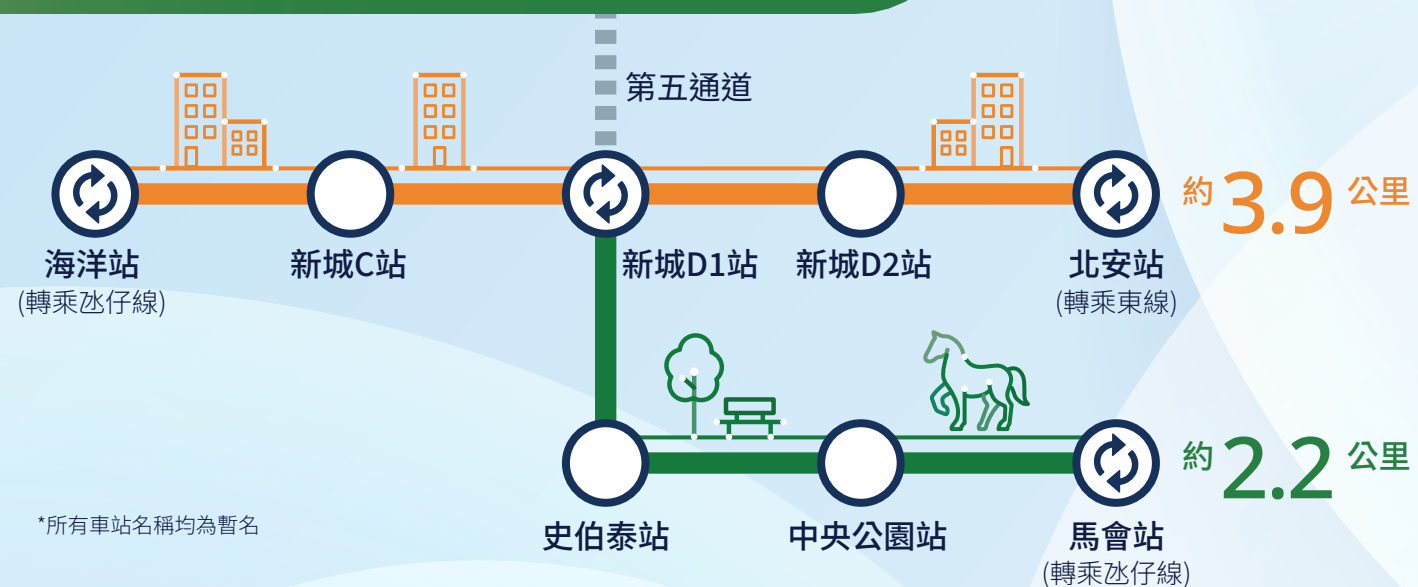 第五通道
約 3.9 公里
海洋站
(轉乘氹仔線)
新城C站
新城D1站
新城D2站
北安站
(轉乘東線)
約 2.2 公里
史伯泰站
中央公園站
馬會站
(轉乘氹仔線)
*所有車站名稱均為暫名